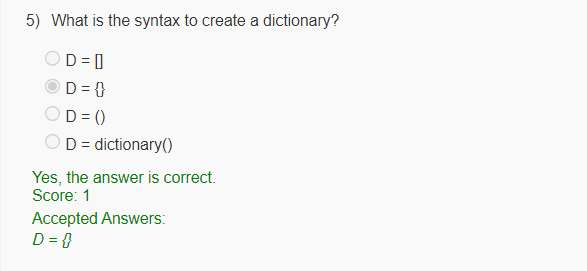 5) What is the syntax to create a dictionary?
D = []
D = {}
D = ()
D = dictionary()
Yes, the answer is correct.
Score: 1
Accepted Answers:
D = {}